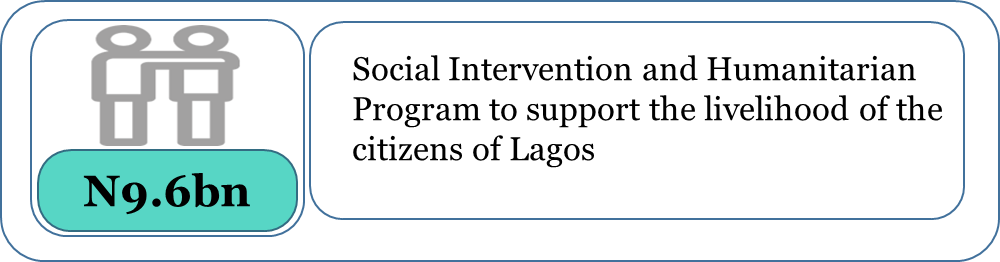 N9.6bn
Social Intervention and Humanitarian
Program to support the livelihood of the
citizens of Lagos